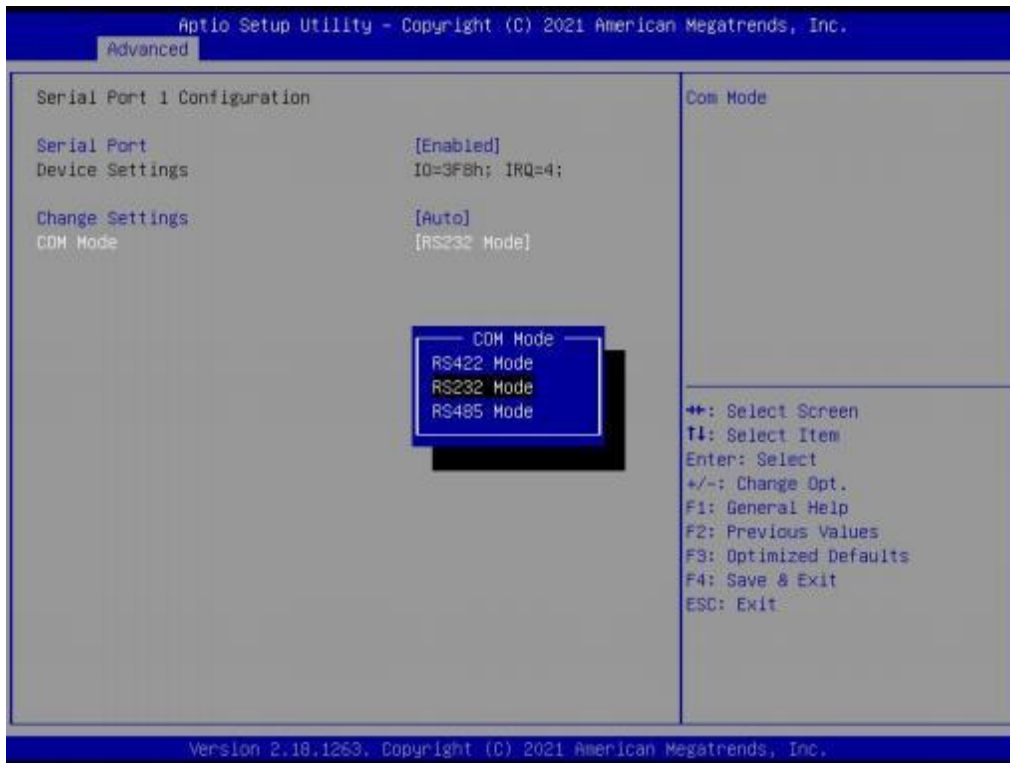 Aptio Setup Utility – Copyright (C) 2021 American Megatrends, Inc.
Advanced
Serial Port 1 Configuration
Serial Port [Enabled]
Device Settings IO=3F8h; IRQ=4;
Change Settings [Auto]
COM Mode [RS232 Mode]
COM Mode
RS422 Mode
RS232 Mode
RS485 Mode
Com Mode
→←: Select Screen
↑↓: Select Item
Enter: Select
+/-: Change Opt.
F1: General Help
F2: Previous Values
F3: Optimized Defaults
F4: Save & Exit
ESC: Exit
Version 2.18.1263. Copyright (C) 2021 American Megatrends, Inc.